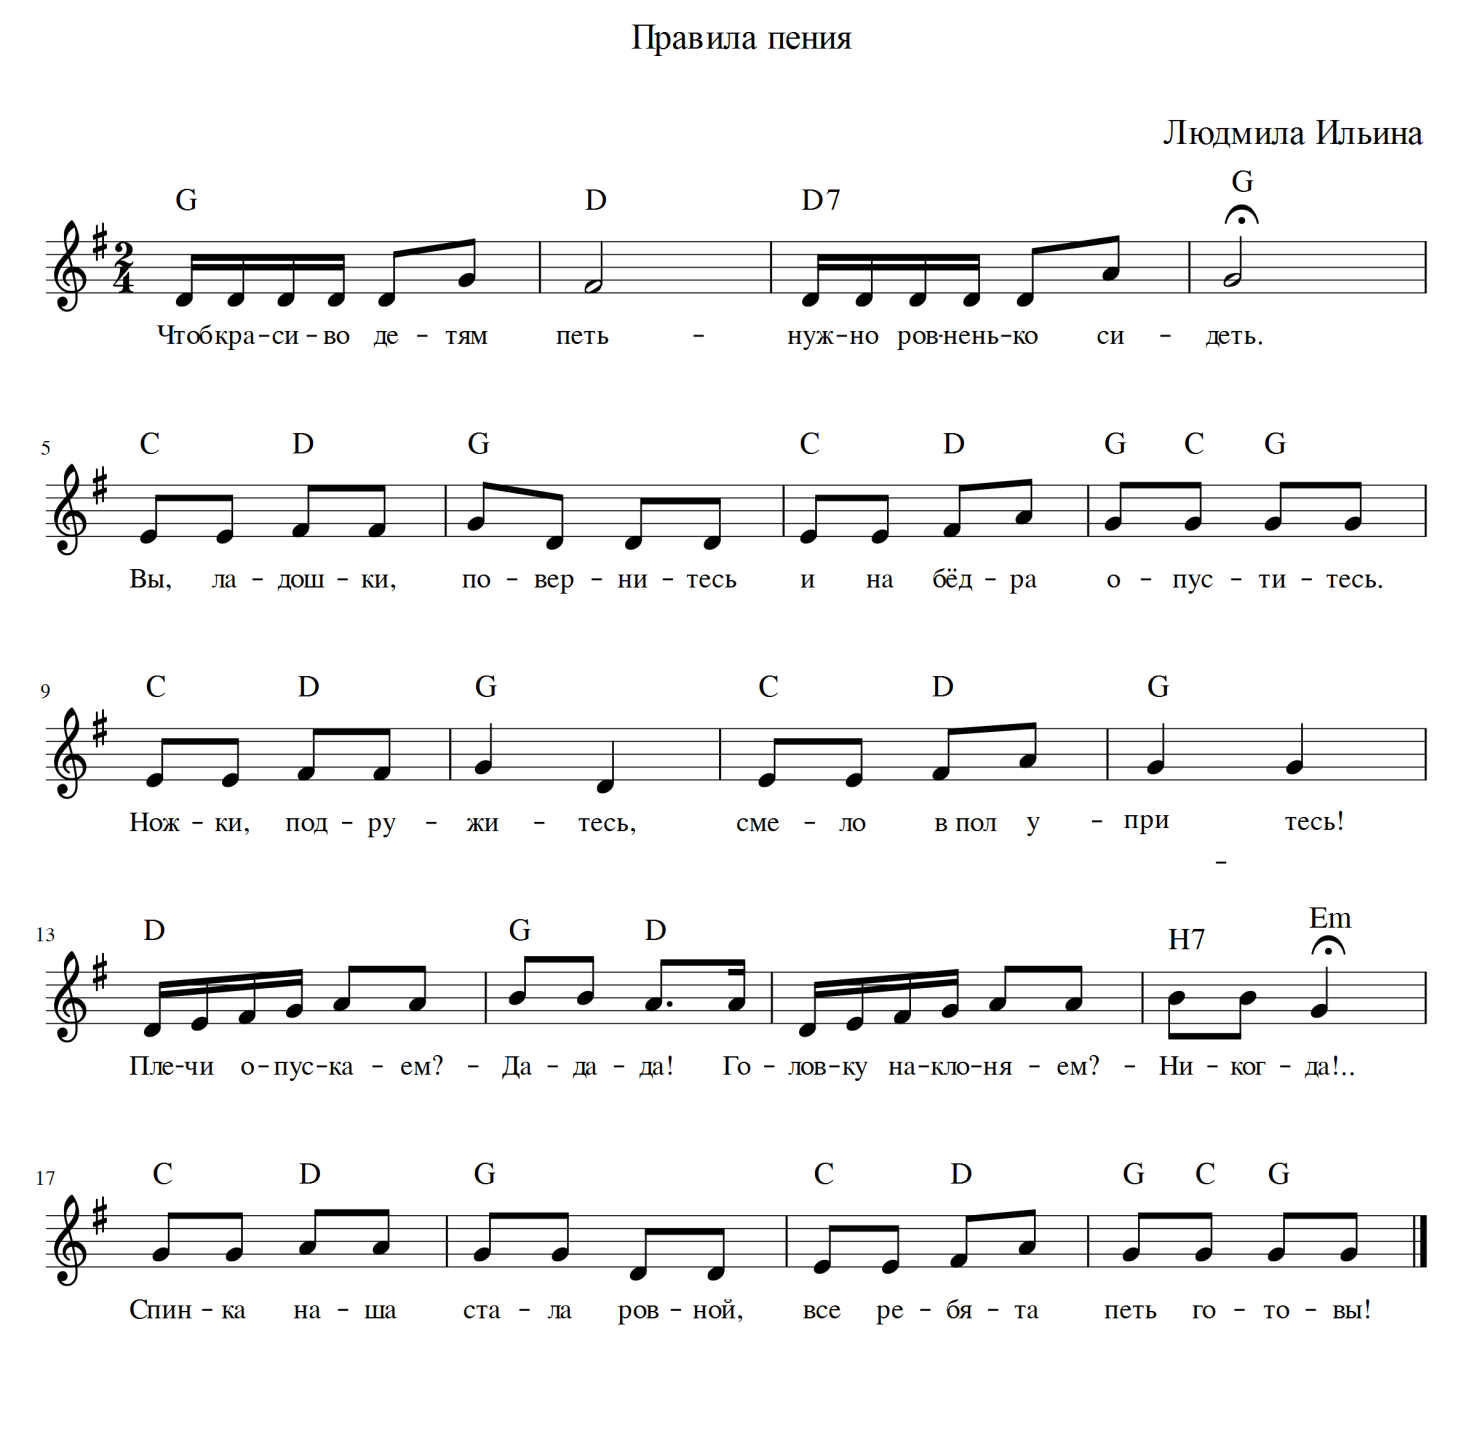 Правила пения
Людмила Ильина
G D D7 G
Чтоб кра-си-во де-тям петь - нуж-но ров-нень-ко си-деть.
5 C D G C D G C G
Вы, ла-дош-ки, по-вер-ни-тесь и на бёд-ра о-пус-ти-тесь.
9 C D G C D G
Нож-ки, под-ру-жи-тесь, сме-ло в пол у-при тесь!
-
13 D G D H7 Em
Пле-чи о-пус-ка-ем? - Да-да-да! Го-лов-ку на-кло-ня-ем? - Ни-ког-да!..
17 C D G C D G C G
Спин-ка на-ша ста-ла ров-ной, все ре-бя-та петь го-то-вы!